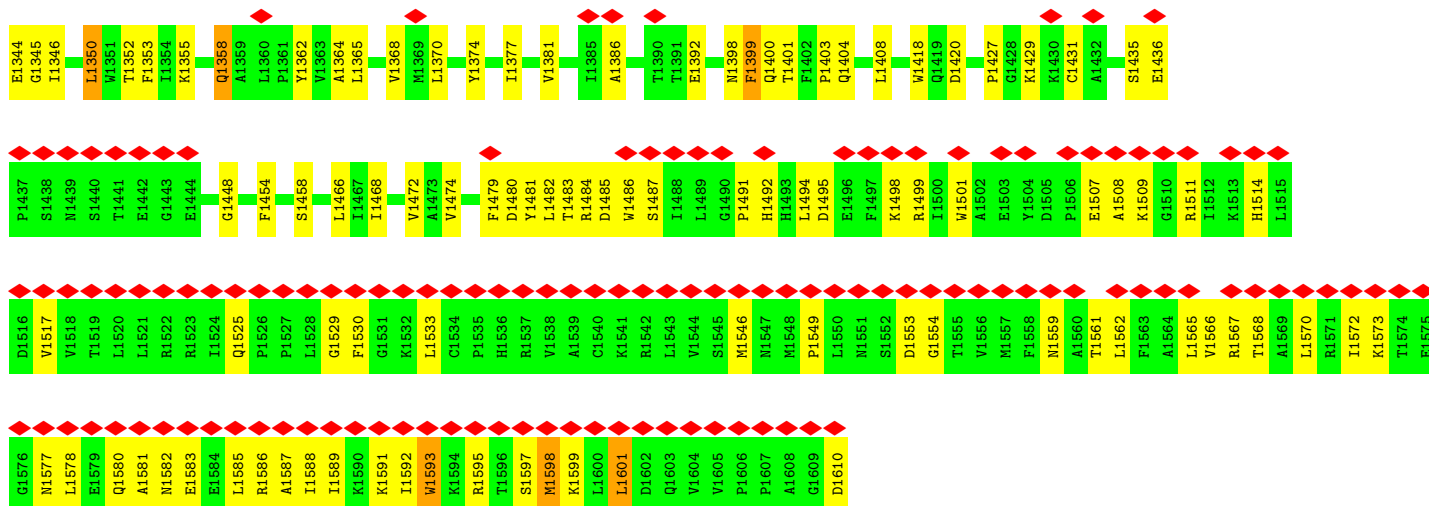 E1344 G1345 I1346 L1350 W1351 T1352 F1353 I1354 K1355 Q1358 A1359 L1360 P1361 Y1362 V1363 A1364 L1365 V1368 M1369 L1370 Y1374 I1377 V1381 I1385 A1386 T1390 T1391 E1392 N1398 F1399 Q1400 T1401 F1402 P1403 Q1404 L1408 W1418 Q1419 D1420 P1427 G1428 K1429 K1430 C1431 A1432 S1435 E1436
P1437 S1438 N1439 S1440 T1441 E1442 G1443 E1444 G1448 F1454 S1458 L1466 I1467 I1468 V1472 A1473 V1474 F1479 D1480 Y1481 L1482 T1483 R1484 D1485 W1486 S1487 I1488 L1489 G1490 P1491 H1492 H1493 L1494 D1495 E1496 F1497 K1498 R1499 I1500 W1501 A1502 E1503 Y1504 D1505 P1506 E1507 A1508 K1509 G1510 R1511 I1512 K1513 H1514 L1515
D1516 V1517 V1518 T1519 L1520 L1521 R1522 R1523 I1524 Q1525 P1526 P1527 L1528 G1529 F1530 G1531 K1532 L1533 C1534 P1535 H1536 R1537 V1538 A1539 C1540 K1541 R1542 L1543 V1544 S1545 M1546 N1547 M1548 P1549 L1550 N1551 S1552 D1553 G1554 T1555 V1556 M1557 F1558 N1559 A1560 T1561 L1562 F1563 A1564 L1565 V1566 R1567 T1568 A1569 L1570 R1571 I1572 K1573 T1574 E1575
G1576 N1577 L1578 E1579 Q1580 A1581 N1582 E1583 E1584 L1585 R1586 A1587 I1588 I1589 K1590 K1591 I1592 W1593 K1594 R1595 T1596 S1597 M1598 K1599 L1600 L1601 D1602 Q1603 V1604 V1605 P1606 P1607 A1608 G1609 D1610